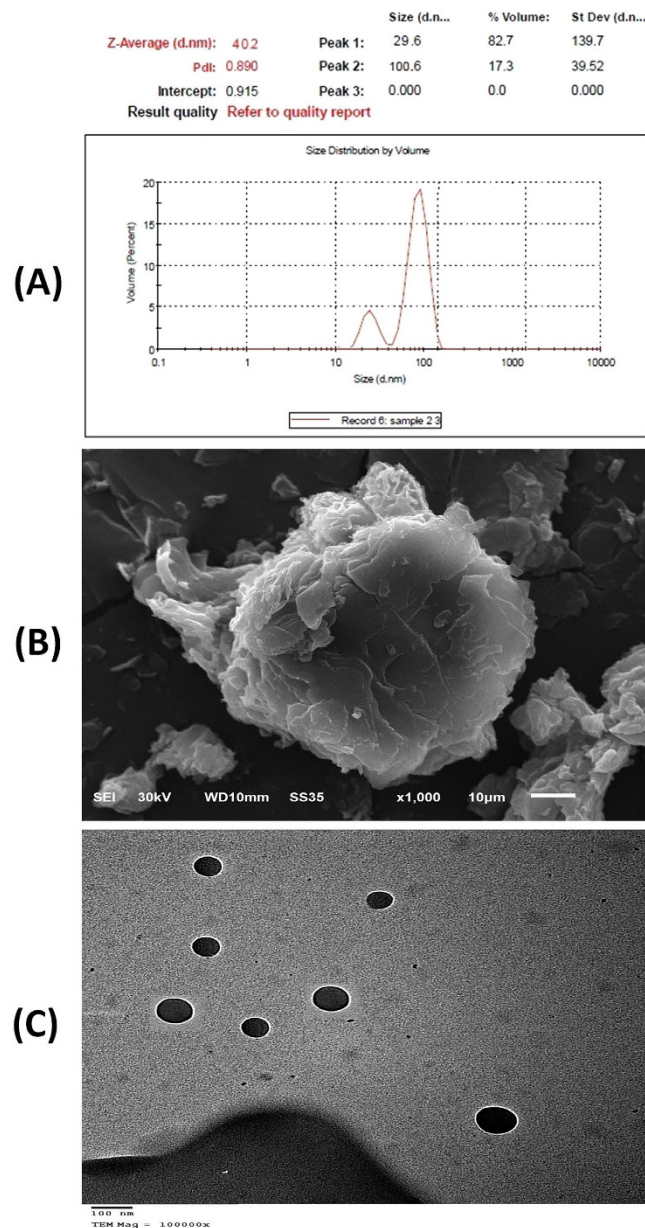 Size (d.n... % Volume: St Dev (d.n...
Z-Average (d.nm): 40.2 Peak 1: 29.6 82.7 139.7
PdI: 0.890 Peak 2: 100.6 17.3 39.52
Intercept: 0.915 Peak 3: 0.000 0.0 0.000
Result quality Refer to quality report
(A)
Size Distribution by Volume
Volume (Percent)
20
15
10
5
0
0.1 1 10 100 1000 10000
Size (d.nm)
Record 6: sample 2 3
(B)
SEI 30kV WD10mm SS35 x1,000 10µm
(C)
100 nm
TEM Mag = 100000x